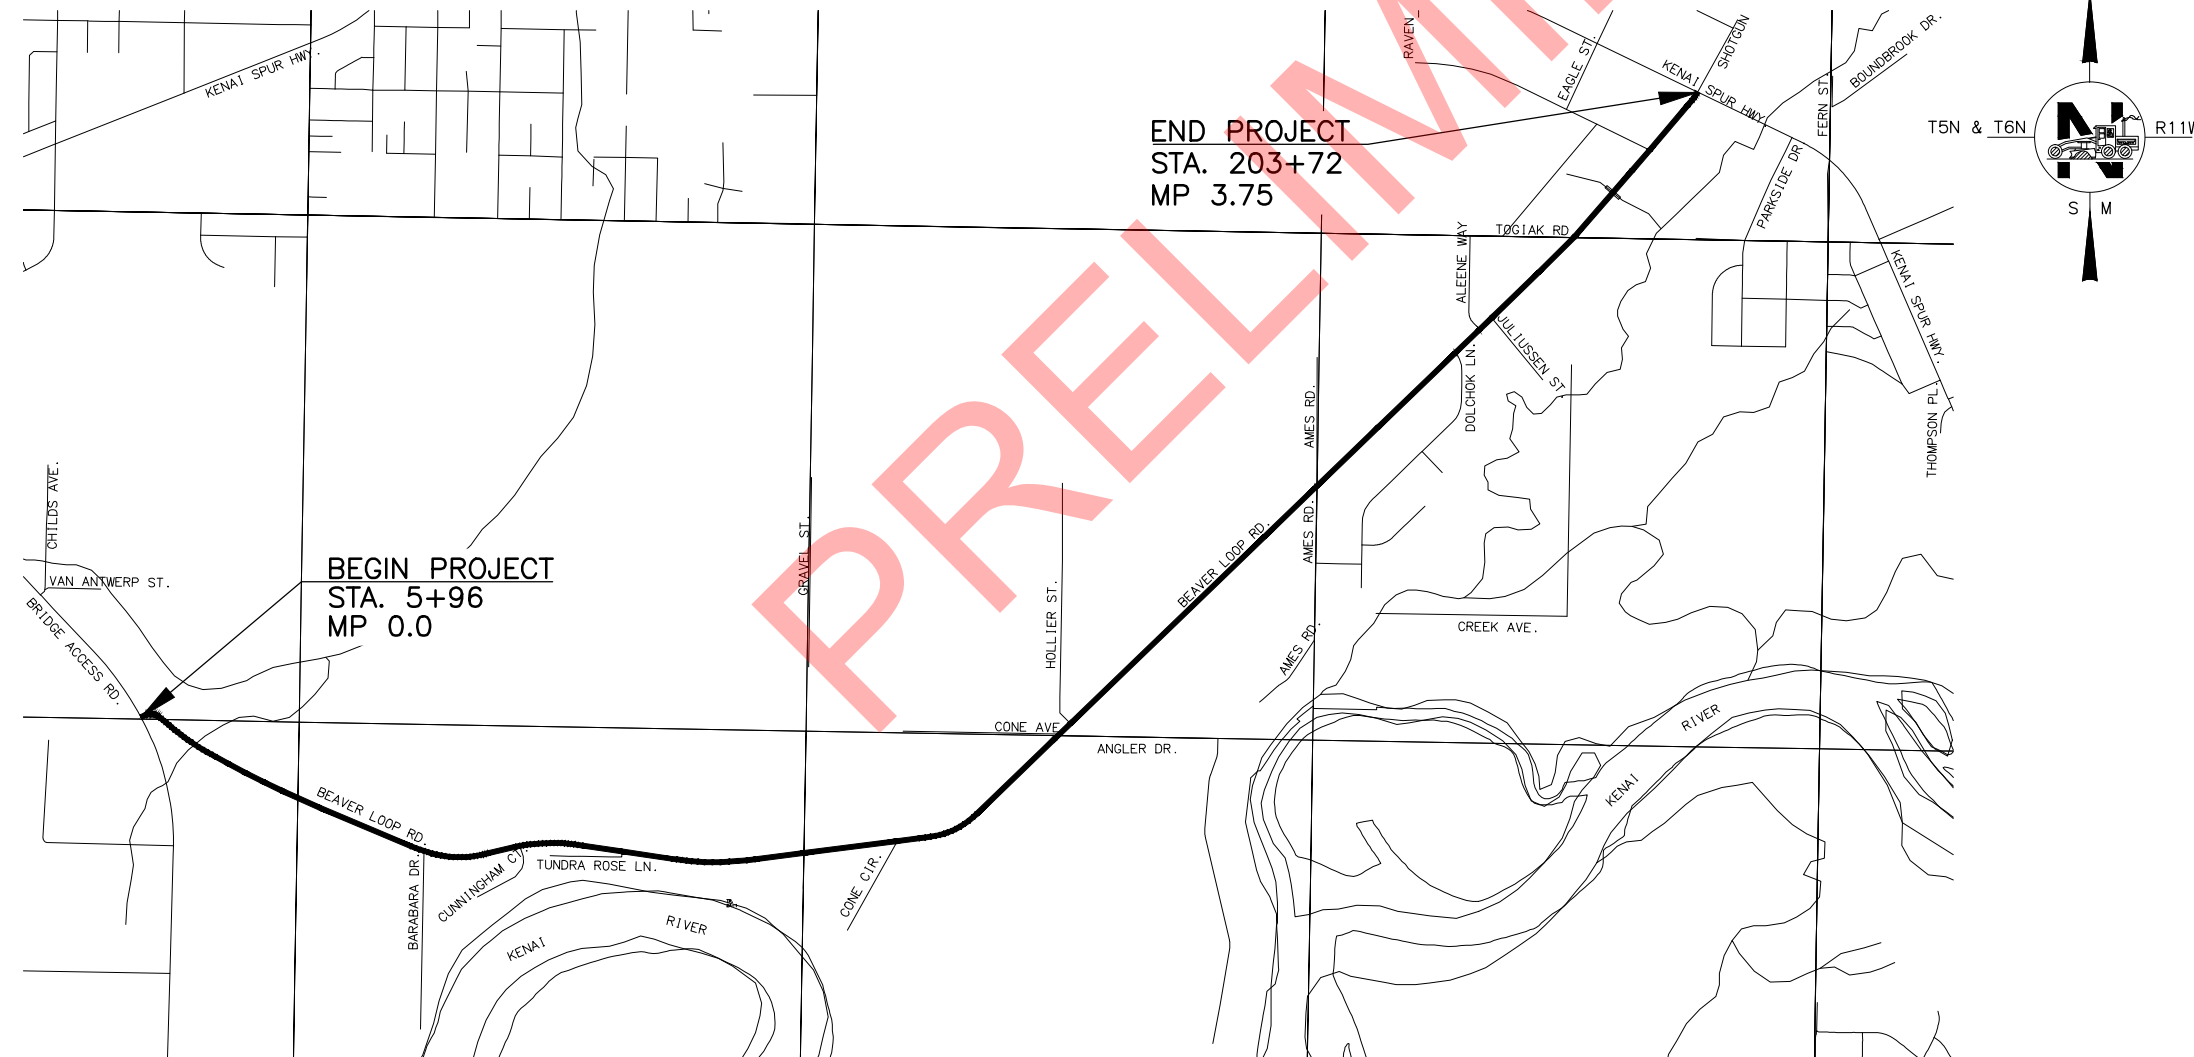 KENAI SPUR HWY.
RAVEN
EAGLE ST.
KENAI SPUR HWY.
SHOTGUN
BOUNDBROOK DR.
FERN ST.
PARKSIDE DR
T5N & T6N
N
R11W
S M
END PROJECT
STA. 203+72
MP 3.75
TOGIAK RD
ALEENE WAY
JULIUSSEN ST.
DOLCHOK LN.
KENAI SPUR HWY.
THOMPSON PL.
AMES RD.
AMES RD.
AMES RD.
CHILDS AVE.
VAN ANTWERP ST.
BRIDGE ACCESS RD.
BEGIN PROJECT
STA. 5+96
MP 0.0
GRAVEL ST.
HOLLIER ST.
BEAVER LOOP RD.
CREEK AVE.
CONE AVE
ANGLER DR.
KENAI
RIVER
BEAVER LOOP RD.
BARABARA DR.
CUNNINGHAM CT.
TUNDRA ROSE LN.
CONE CIR.
KENAI
RIVER
PRELIMI